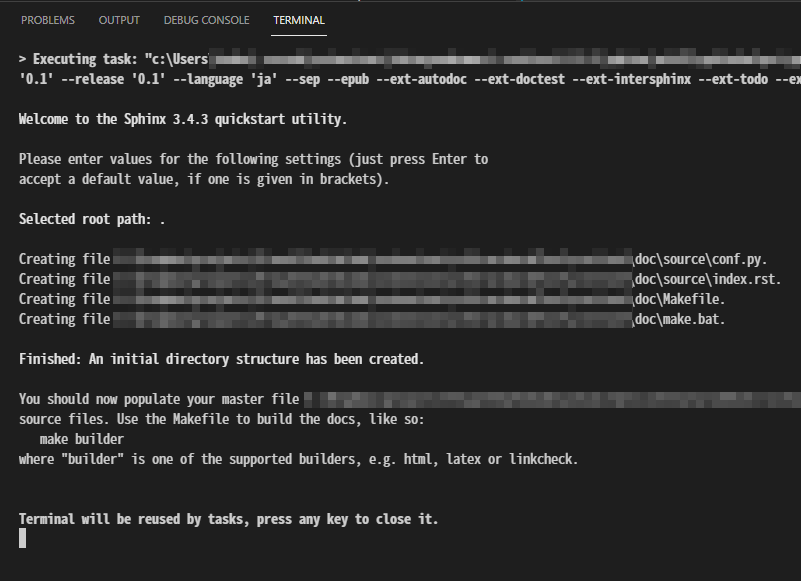 PROBLEMS OUTPUT DEBUG CONSOLE TERMINAL
> Executing task: "c:\Users\
'0.1' --release '0.1' --language 'ja' --sep --epub --ext-autodoc --ext-doctest --ext-intersphinx --ext-todo --ex
Welcome to the Sphinx 3.4.3 quickstart utility.
Please enter values for the following settings (just press Enter to
accept a default value, if one is given in brackets).
Selected root path: .
Creating file \doc\source\conf.py.
Creating file \doc\source\index.rst.
Creating file \doc\Makefile.
Creating file \doc\make.bat.
Finished: An initial directory structure has been created.
You should now populate your master file
source files. Use the Makefile to build the docs, like so:
make builder
where "builder" is one of the supported builders, e.g. html, latex or linkcheck.
Terminal will be reused by tasks, press any key to close it.